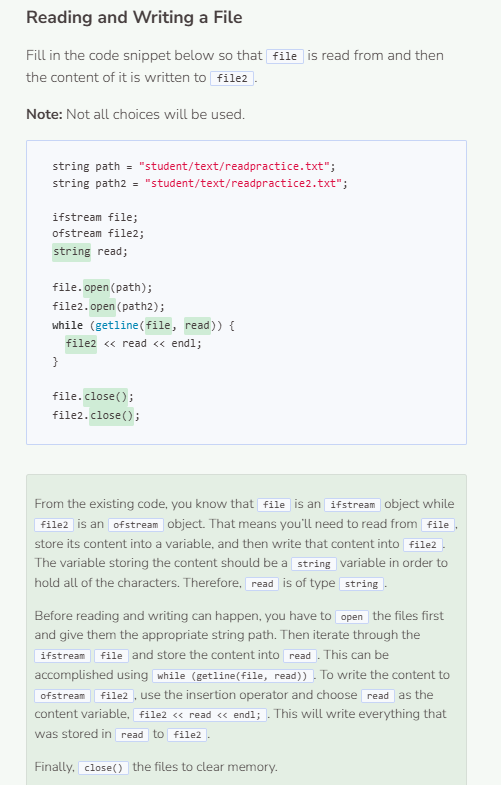 Reading and Writing a File
Fill in the code snippet below so that file is read from and then
the content of it is written to file2 .
Note: Not all choices will be used.
string path = "student/text/readpractice.txt";
string path2 = "student/text/readpractice2.txt";
ifstream file;
ofstream file2;
string read;
file.open(path);
file2.open(path2);
while (getline(file, read)) {
file2 << read << endl;
}
file.close();
file2.close();
From the existing code, you know that file is an ifstream object while
file2 is an ofstream object. That means you'll need to read from file ,
store its content into a variable, and then write that content into file2 .
The variable storing the content should be a string variable in order to
hold all of the characters. Therefore, read is of type string .
Before reading and writing can happen, you have to open the files first
and give them the appropriate string path. Then iterate through the
ifstream file and store the content into read . This can be
accomplished using while (getline(file, read)) . To write the content to
ofstream file2 , use the insertion operator and choose read as the
content variable, file2 << read << endl; . This will write everything that
was stored in read to file2 .
Finally, close() the files to clear memory.